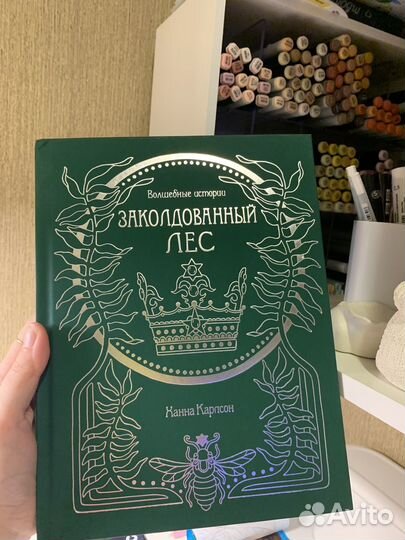 Волшебные истории
ЗАКОЛДОВАННЫЙ
ЛЕС
Ханна Карлсон
Avito